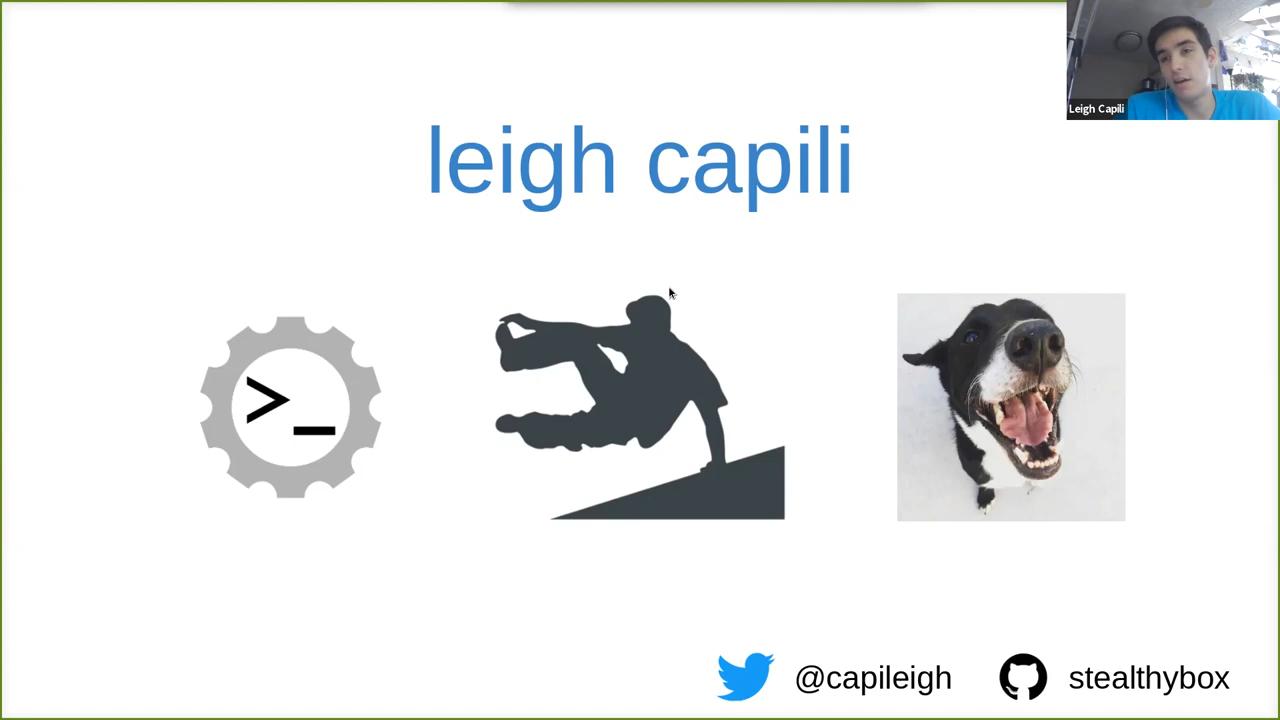 Leigh Capili
leigh capili
>_
@capileigh
stealthybox